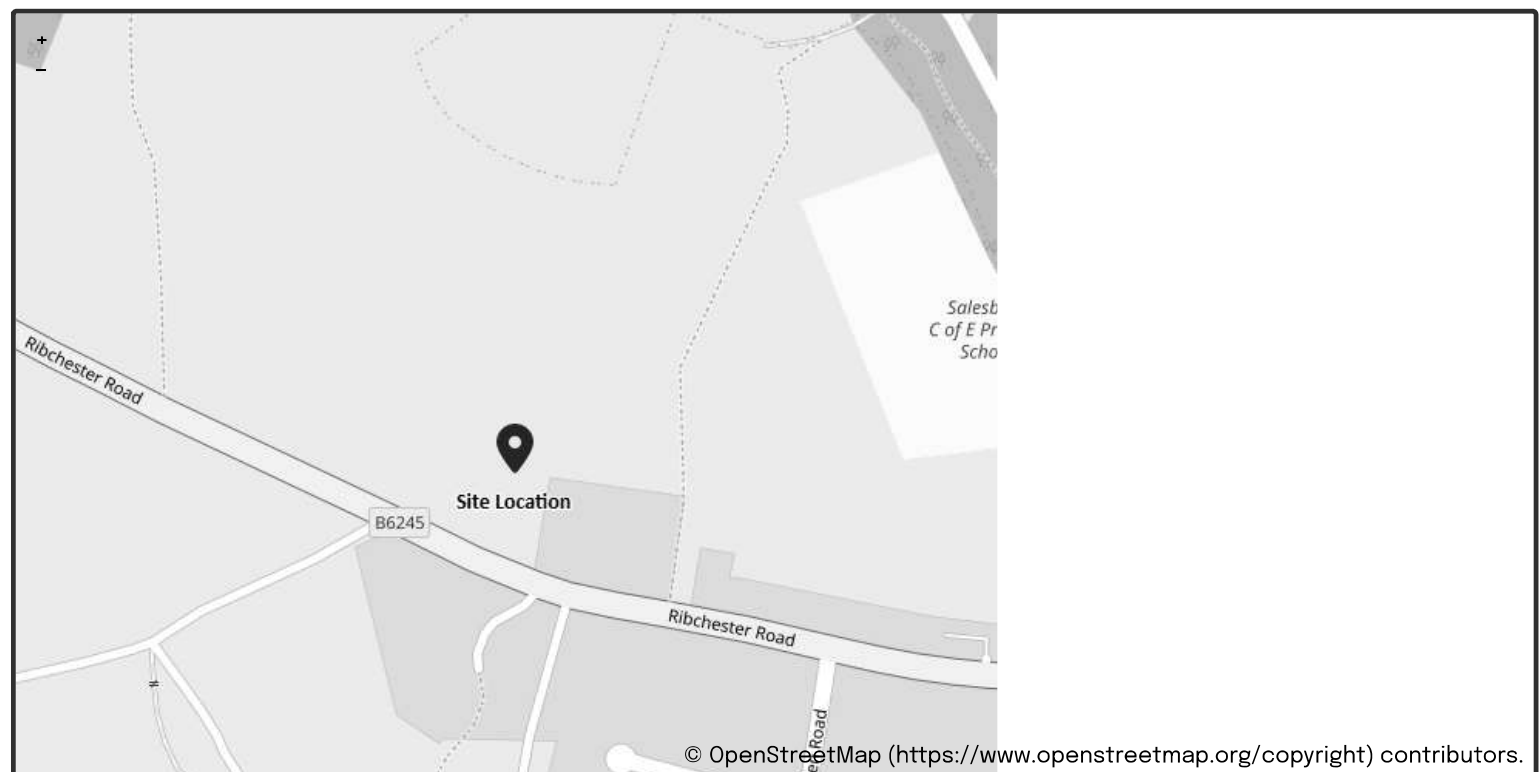 +
−
Salesb
C of E Pr
Scho
Ribchester Road
Site Location
B6245
Ribchester Road
≠
Road
© OpenStreetMap (https://www.openstreetmap.org/copyright) contributors.